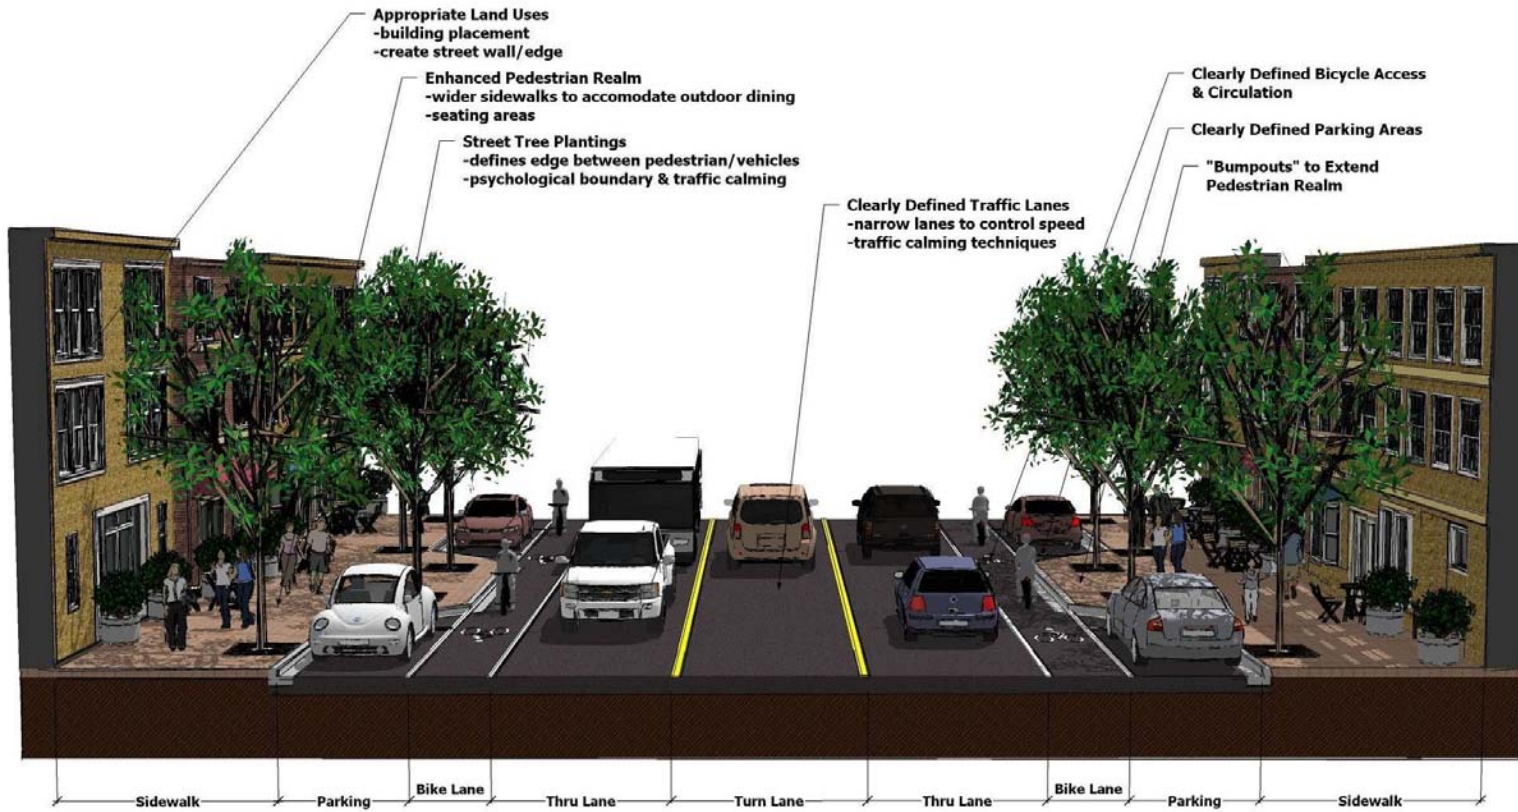 Appropriate Land Uses
-building placement
-create street wall/edge
Enhanced Pedestrian Realm
-wider sidewalks to accomodate outdoor dining
-seating areas
Street Tree Plantings
-defines edge between pedestrian/vehicles
-psychological boundary & traffic calming
Clearly Defined Traffic Lanes
-narrow lanes to control speed
-traffic calming techniques
Clearly Defined Bicycle Access
& Circulation
Clearly Defined Parking Areas
"Bumpouts" to Extend
Pedestrian Realm
Sidewalk
Parking
Bike Lane
Thru Lane
Turn Lane
Thru Lane
Bike Lane
Parking
Sidewalk